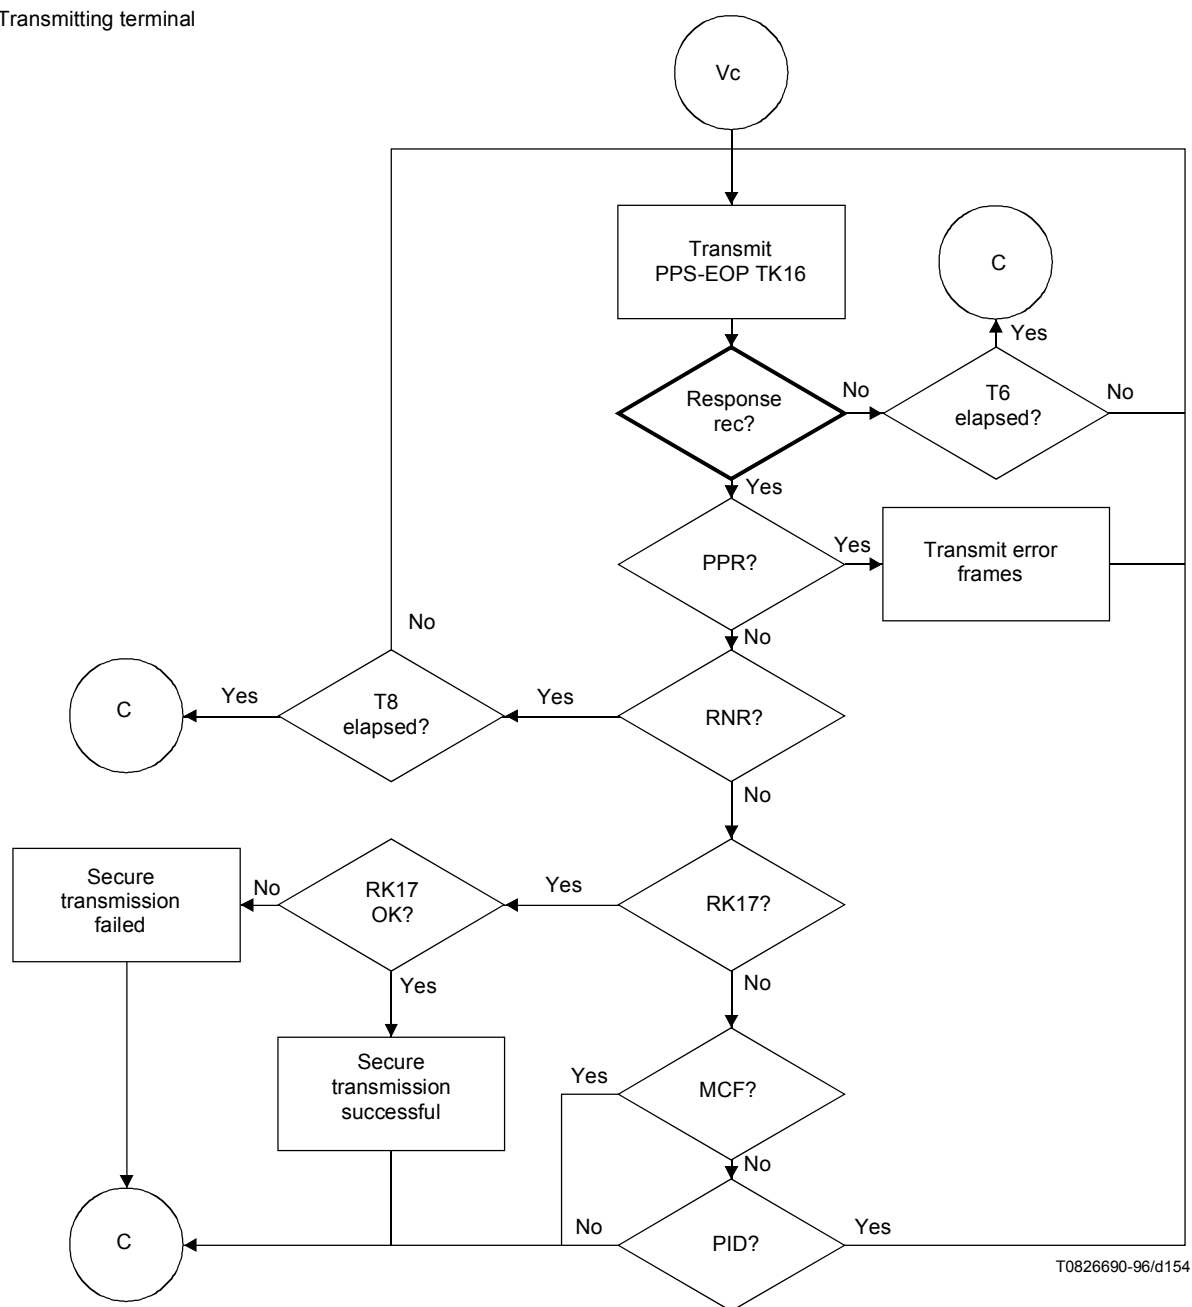 Transmitting terminal
Vc
Transmit
PPS-EOP TK16
C
Yes
Response
rec?
No
T6
elapsed?
No
Yes
PPR?
Yes
Transmit error
frames
No
No
C
Yes
T8
elapsed?
Yes
RNR?
No
Secure
transmission
failed
No
RK17
OK?
Yes
RK17?
Yes
No
Secure
transmission
successful
Yes
MCF?
No
C
No
PID?
Yes
T0826690-96/d154